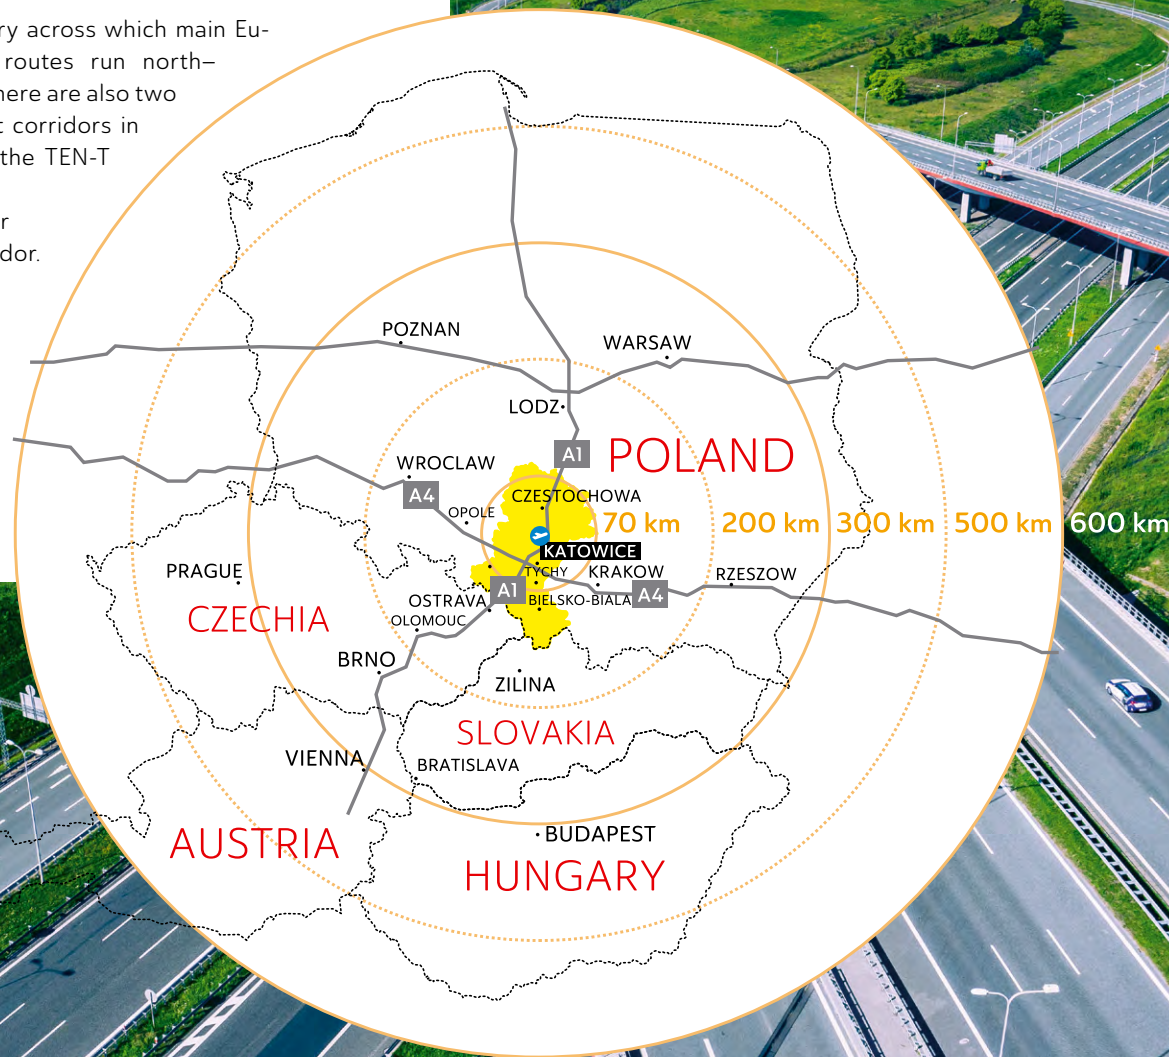 ry across which main Eu-
routes run north–
here are also two
t corridors in
the TEN-T
r
dor.
POZNAN
WARSAW
LODZ
A1
POLAND
WROCLAW
A4
CZESTOCHOWA
OPOLE
70 km
200 km
300 km
500 km
600 km
KATOWICE
PRAGUE
TYCHY
KRAKOW
RZESZOW
CZECHIA
A1
OSTRAVA
BIELSKO-BIALA
A4
OLOMOUC
BRNO
ZILINA
SLOVAKIA
VIENNA
BRATISLAVA
AUSTRIA
BUDAPEST
HUNGARY